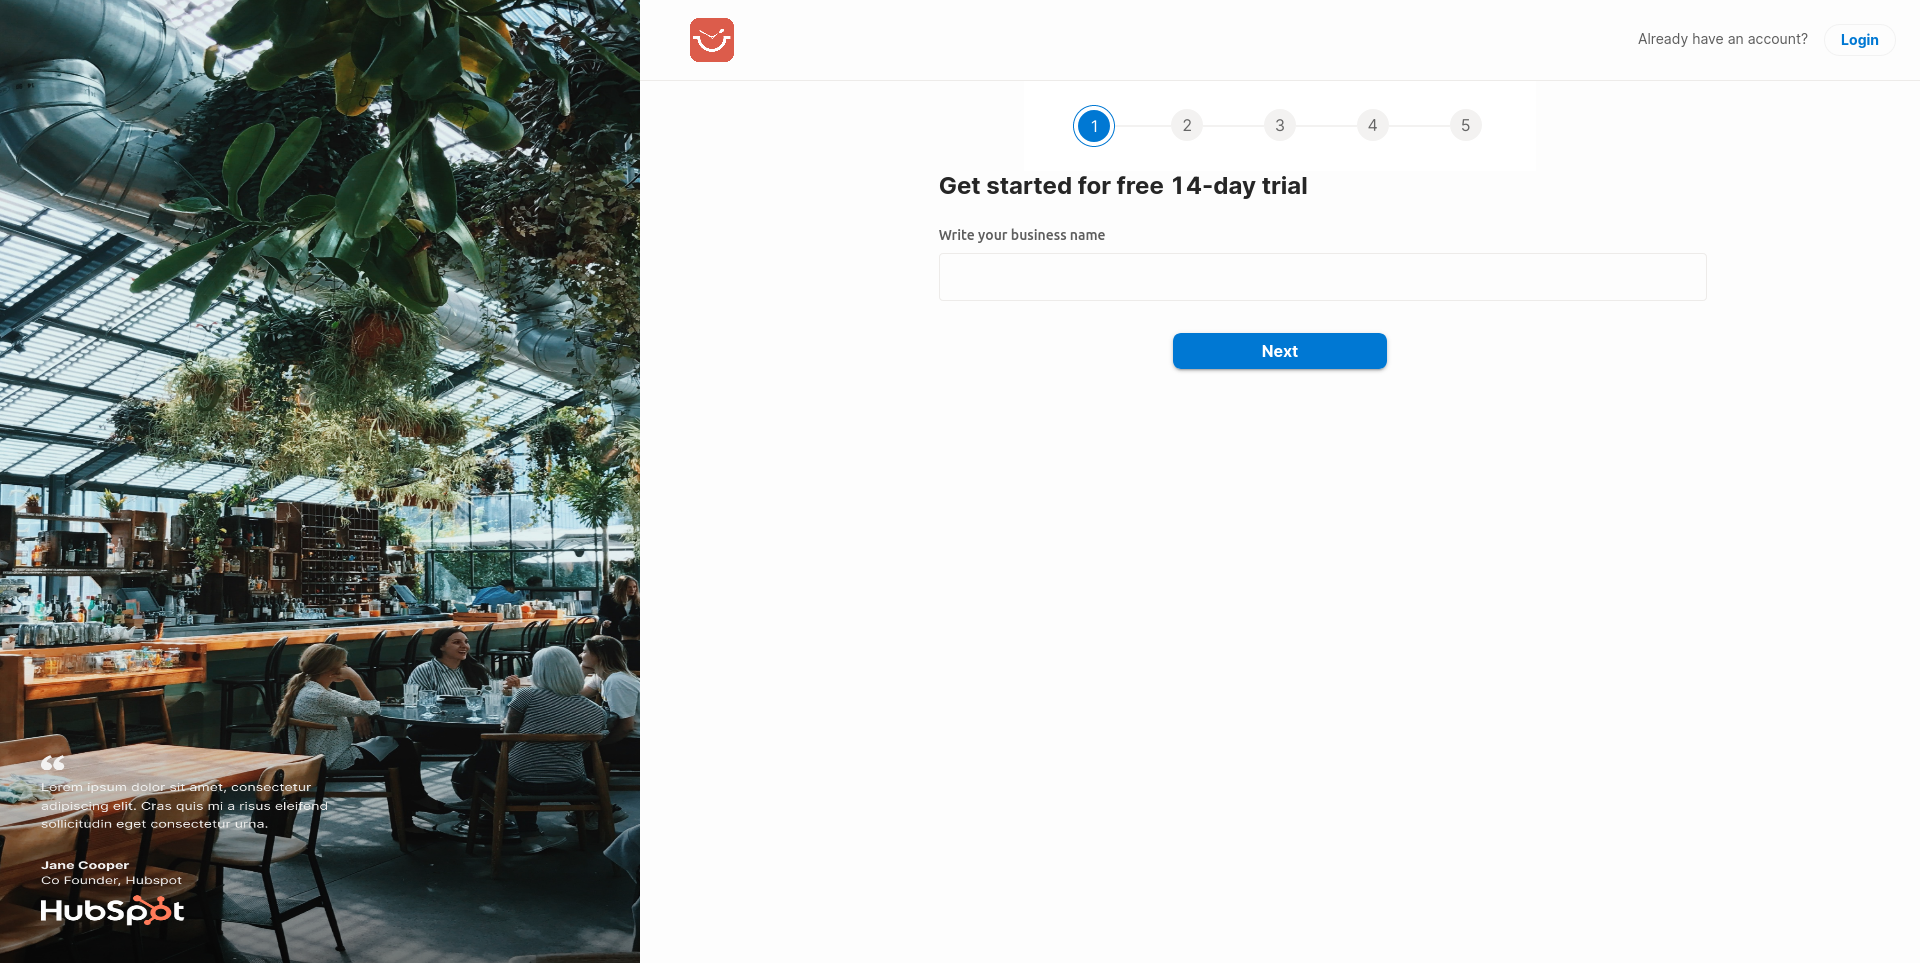 Already have an account?
Login
1
2
3
4
5
Get started for free 14-day trial
Write your business name
Next
“
Lorem ipsum dolor sit amet, consectetur
adipiscing elit. Cras quis mi a risus eleifend
sollicitudin eget consectetur urna.
Jane Cooper
Co Founder, Hubspot
HubSpot